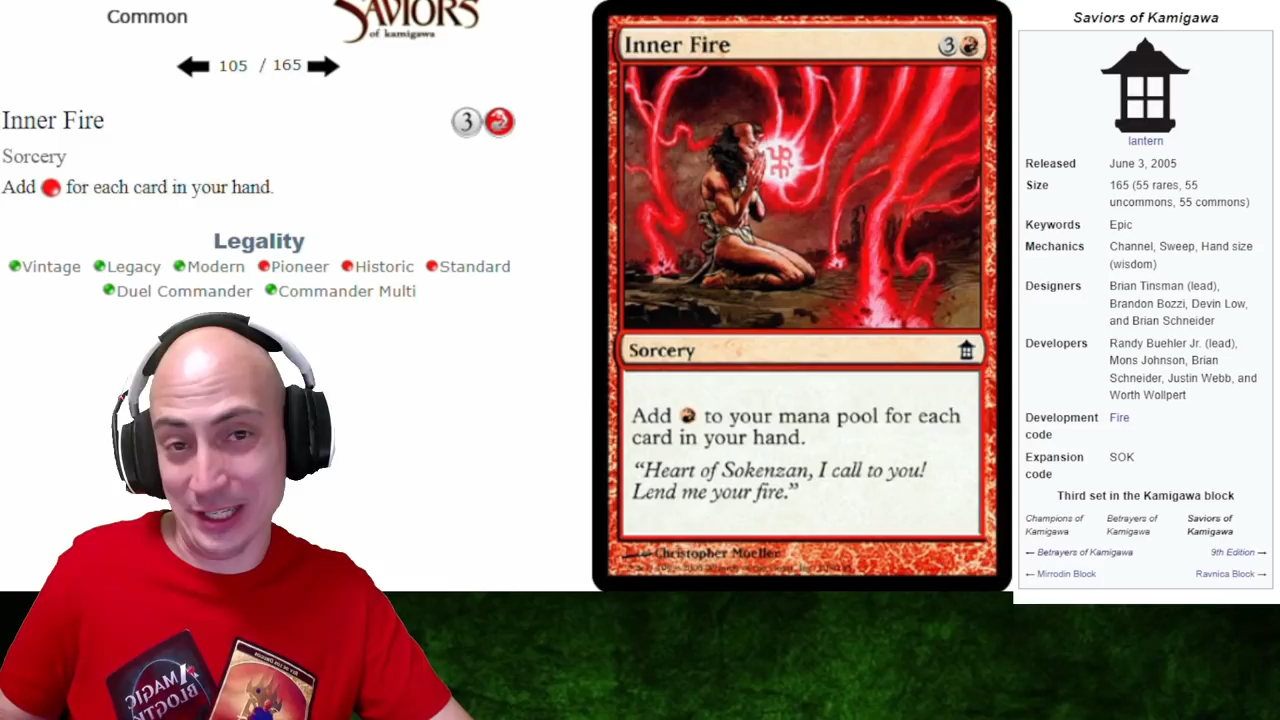 Common
SAVIORS
of kamigawa
105 / 165
Inner Fire
3
Sorcery
Add for each card in your hand.
Legality
Vintage Legacy Modern Pioneer Historic Standard
Duel Commander Commander Multi
Inner Fire
3
Sorcery
Add to your mana pool for each
card in your hand.
“Heart of Sokenzan, I call to you!
Lend me your fire.”
Christopher Moeller
Saviors of Kamigawa
lantern
Released June 3, 2005
Size 165 (55 rares, 55
uncommons, 55 commons)
Keywords Epic
Mechanics Channel, Sweep, Hand size
(wisdom)
Designers Brian Tinsman (lead),
Brandon Bozzi, Devin Low,
and Brian Schneider
Developers Randy Buehler Jr. (lead),
Mons Johnson, Brian
Schneider, Justin Webb, and
Worth Wollpert
Development Fire
code
Expansion SOK
code
Third set in the Kamigawa block
Champions of Betrayers of Saviors of
Kamigawa Kamigawa Kamigawa
← Betrayers of Kamigawa 9th Edition →
← Mirrodin Block Ravnica Block →
MAGIC